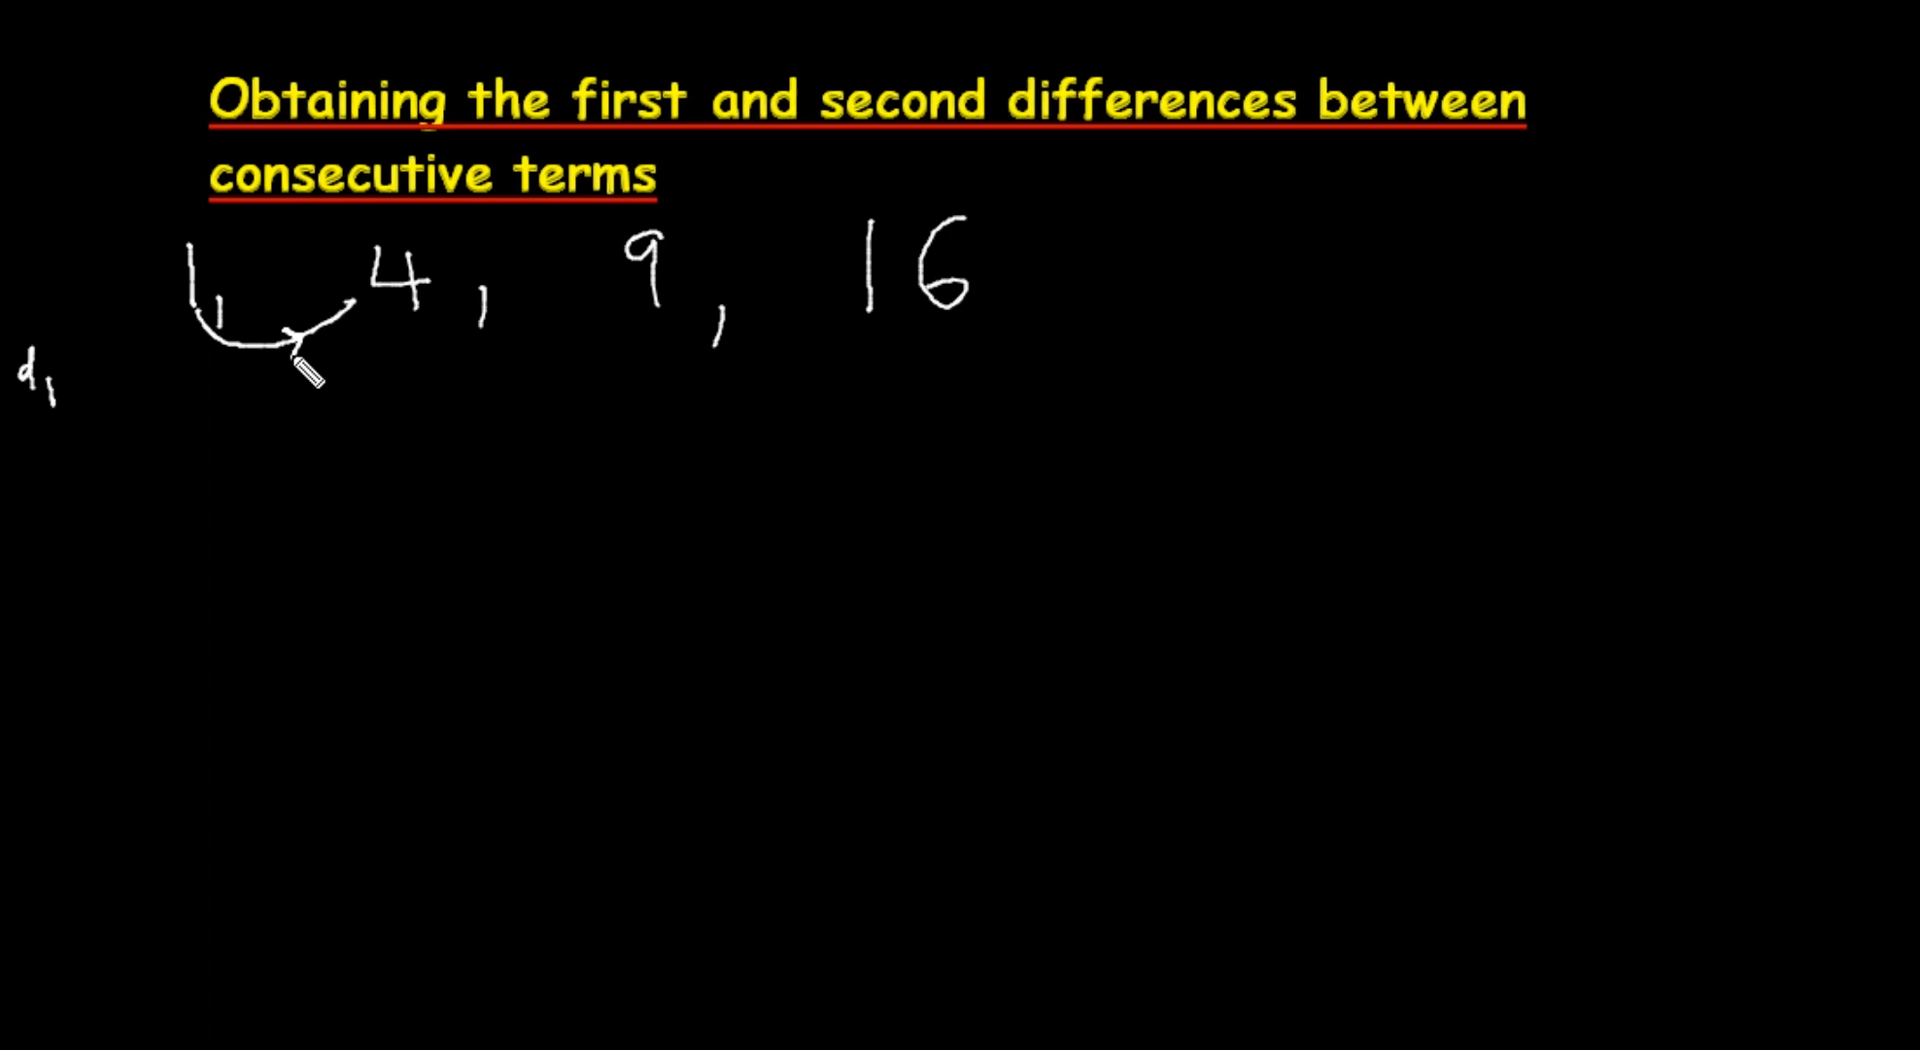 Obtaining the first and second differences between
consecutive terms
1, 4, 9, 16
d1